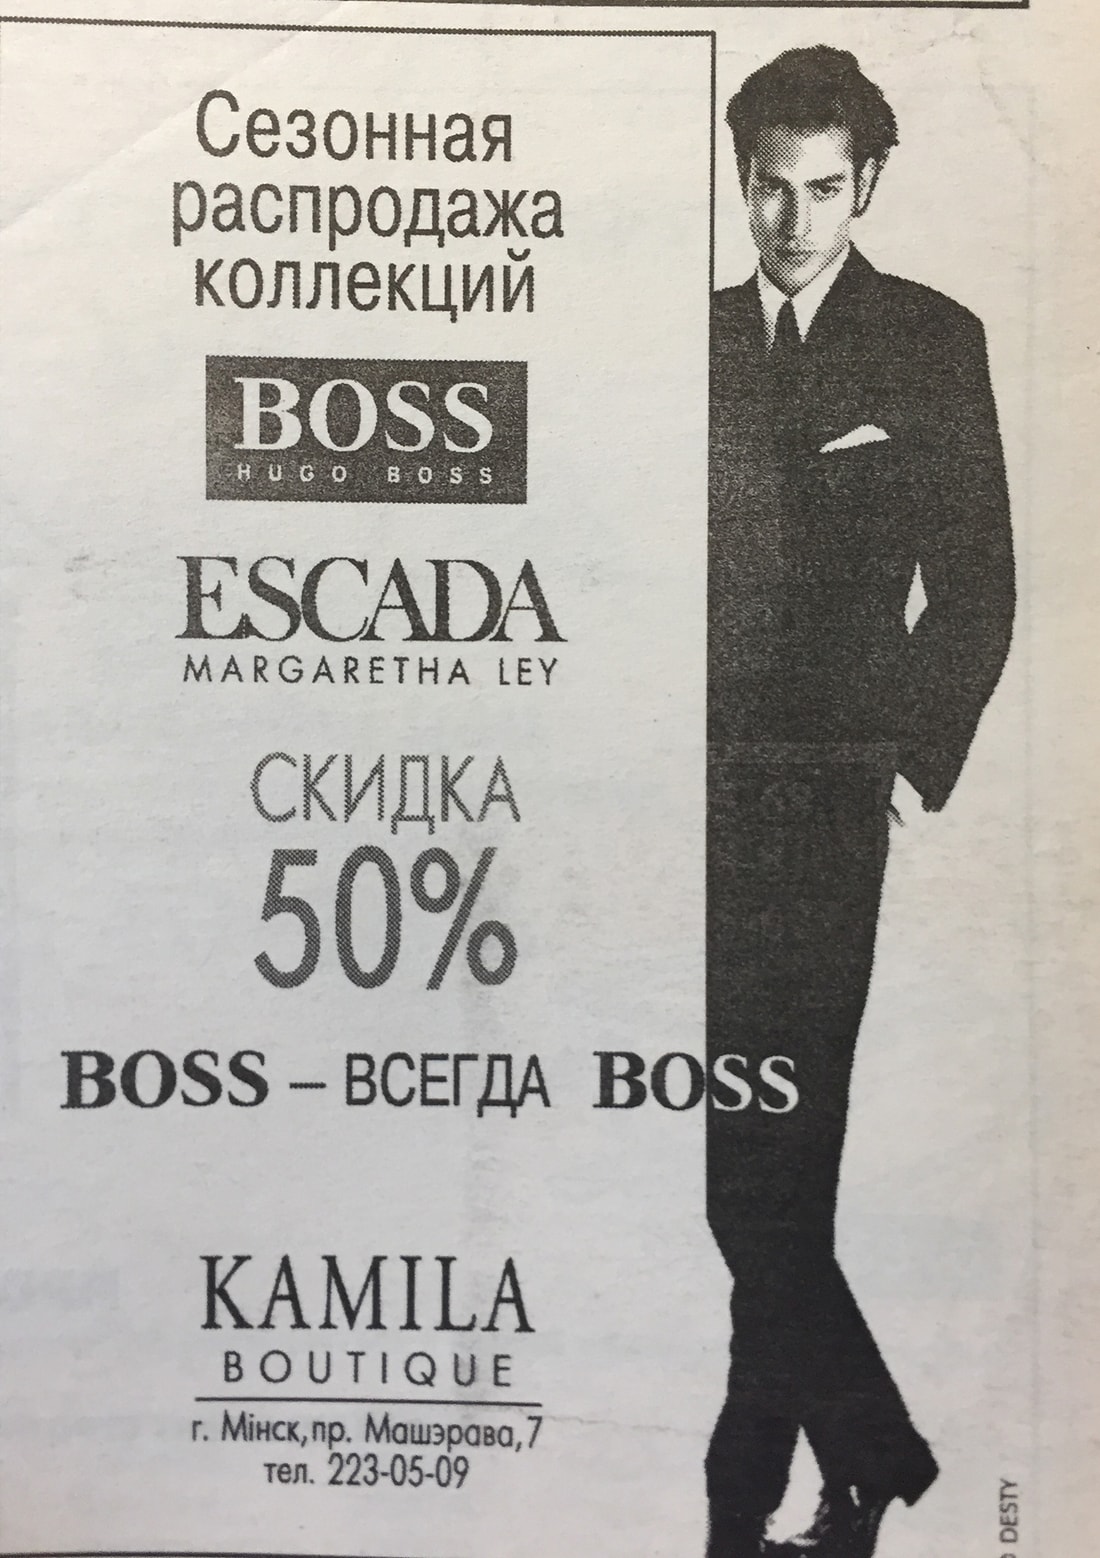 Сезонная
распродажа
коллекций
BOSS
HUGO BOSS
ESCADA
MARGARETHA LEY
СКИДКА
50%
BOSS – ВСЕГДА BOSS
KAMILA
BOUTIQUE
г. Мінск, пр. Машэрава, 7
тел. 223-05-09
DESTY